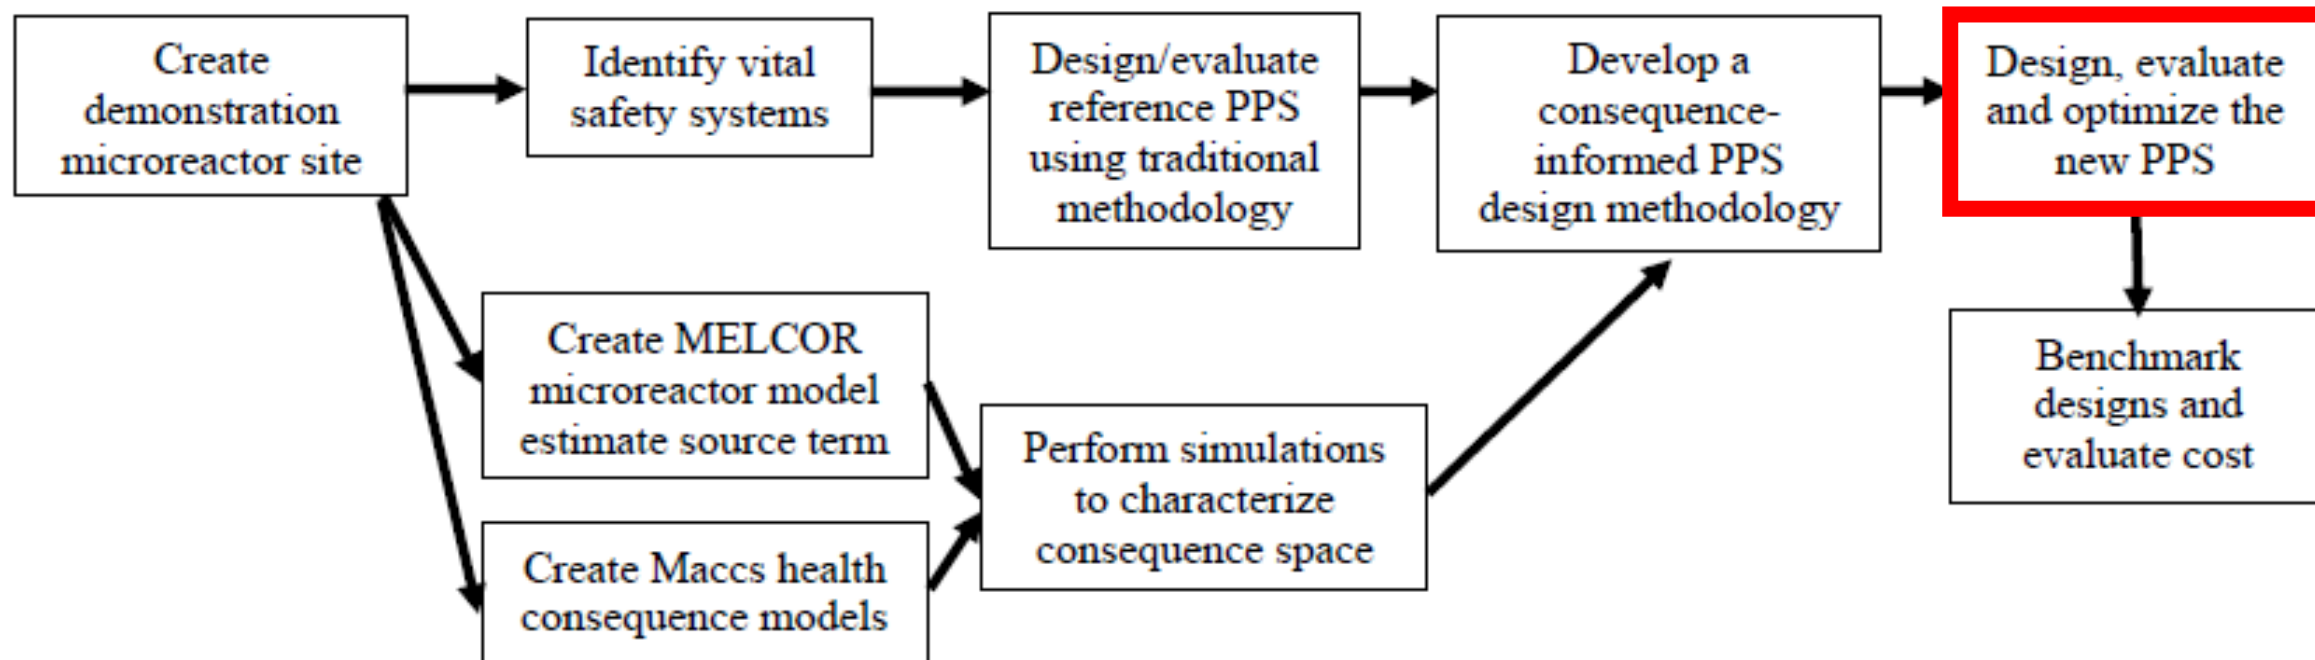 Create
demonstration
microreactor site
Identify vital
safety systems
Design/evaluate
reference PPS
using traditional
methodology
Develop a
consequence-
informed PPS
design methodology
Design, evaluate
and optimize the
new PPS
Create MELCOR
microreactor model
estimate source term
Create Maccs health
consequence models
Perform simulations
to characterize
consequence space
Benchmark
designs and
evaluate cost